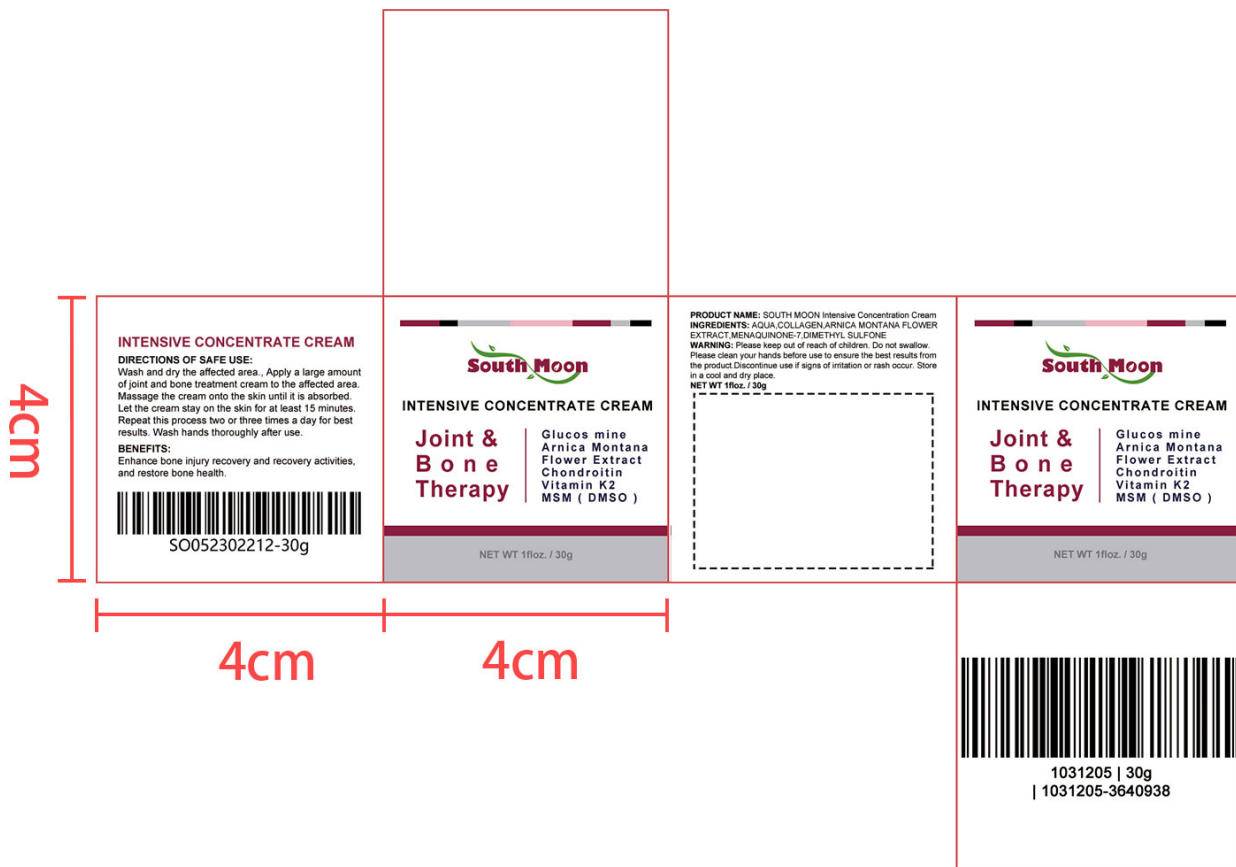 INTENSIVE CONCENTRATE CREAM
DIRECTIONS OF SAFE USE:
Wash and dry the affected area., Apply a large amount
of joint and bone treatment cream to the affected area.
Massage the cream onto the skin until it is absorbed.
Let the cream stay on the skin for at least 15 minutes.
Repeat this process two or three times a day for best
results. Wash hands thoroughly after use.
BENEFITS:
Enhance bone injury recovery and recovery activities,
and restore bone health.
SO052302212-30g
South Moon
INTENSIVE CONCENTRATE CREAM
Joint &
Bone
Therapy
Glucos mine
Arnica Montana
Flower Extract
Chondroitin
Vitamin K2
MSM ( DMSO )
NET WT 1floz. / 30g
PRODUCT NAME: SOUTH MOON Intensive Concentration Cream
INGREDIENTS: AQUA,COLLAGEN,ARNICA MONTANA FLOWER
EXTRACT,MENAQUINONE-7,DIMETHYL SULFONE
WARNING: Please keep out of reach of children. Do not swallow.
Please clean your hands before use to ensure the best results from
the product.Discontinue use if signs of irritation or rash occur. Store
in a cool and dry place.
NET WT 1floz. / 30g
South Moon
INTENSIVE CONCENTRATE CREAM
Joint &
Bone
Therapy
Glucos mine
Arnica Montana
Flower Extract
Chondroitin
Vitamin K2
MSM ( DMSO )
NET WT 1floz. / 30g
4cm
4cm
4cm
1031205 | 30g
| 1031205-3640938